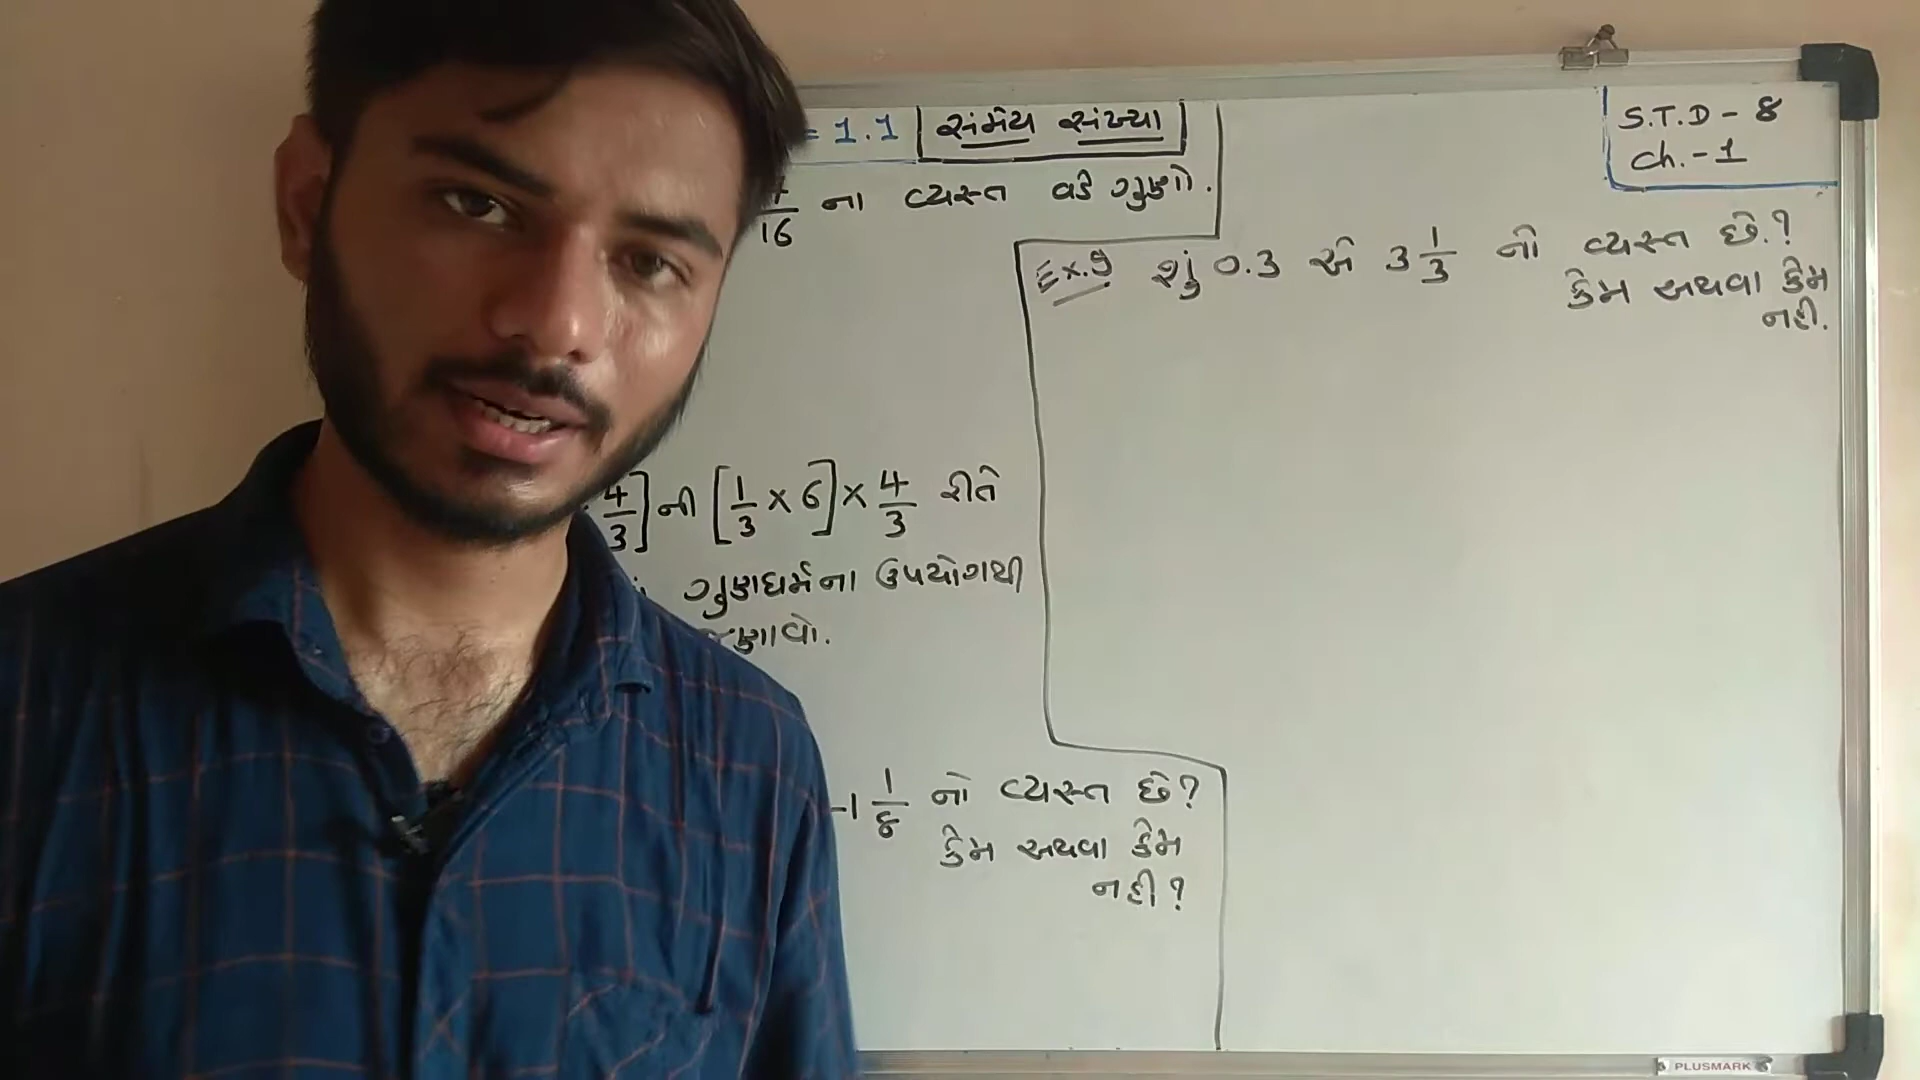 = 1.1 સંમેય સંખ્યા
S.T.D - 8
Ch. - 1
16 ના વ્યસ્ત વડે ગુણો.
Ex.9 શું 0.3 એ 3 1/3 નો વ્યસ્ત છે.?
કેમ અથવા કેમ
નહી.
4/3] ની [1/3 × 6] × 4/3 રીતે
ગુણધર્મના ઉપયોગથી
જણાવો.
-1 1/8 નો વ્યસ્ત છે?
કેમ અથવા કેમ
નહી?
PLUSMARK